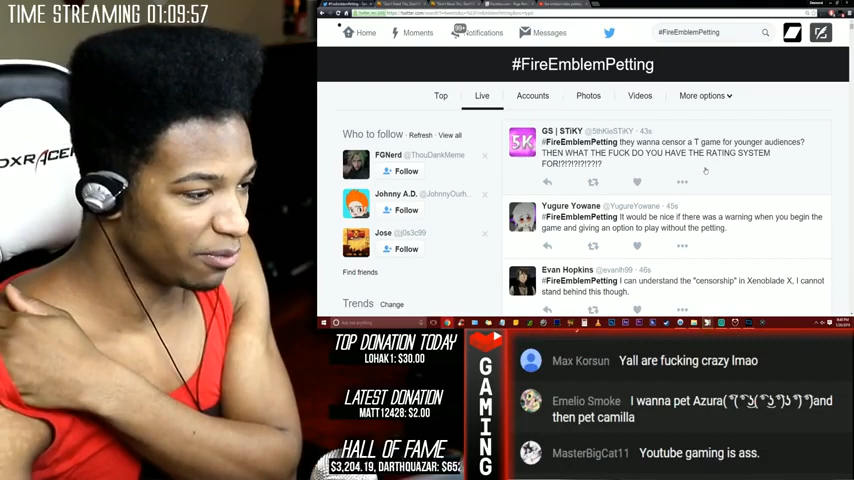 TIME STREAMING 01:09:57
DXRACER
Home
Moments
99+
Notifications
Messages
#FireEmblemPetting
#FireEmblemPetting
Top
Live
Accounts
Photos
Videos
More options
Who to follow · Refresh · View all
FGNerd @ThouDankMeme
Follow
Johnny A.D. @JohnnyOurh...
Follow
Jose @j0s3c99
Follow
Find friends
Trends Change
5K
GS | STiKY @5thKieSTiKY · 43s
#FireEmblemPetting they wanna censor a T game for younger audiences?
THEN WHAT THE FUCK DO YOU HAVE THE RATING SYSTEM
FOR!?!?!?!??!?
Yugure Yowane @YugureYowane · 45s
#FireEmblemPetting It would be nice if there was a warning when you begin the
game and giving an option to play without the petting.
Evan Hopkins @evanlh99 · 46s
#FireEmblemPetting I can understand the "censorship" in Xenoblade X, I cannot
stand behind this though.
TOP DONATION TODAY
LOHAK1: $30.00
LATEST DONATION
MATT12428: $2.00
HALL OF FAME
$3,204.19, DARTHQUAZAR: $652
GAMING
Max Korsun Yall are fucking crazy lmao
Emelio Smoke I wanna pet Azura( ͡° ͜ʖ ͡°)and
then pet camilla
MasterBigCat11 Youtube gaming is ass.